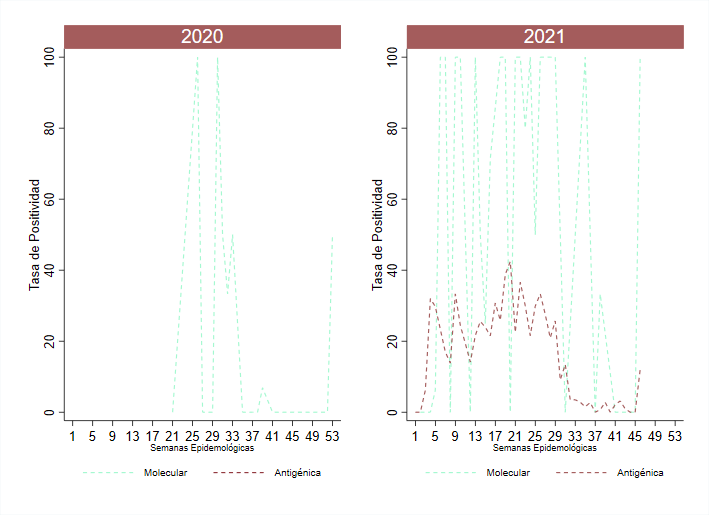 2020
2021
Tasa de Positividad
100
80
60
40
20
0
1 5 9 13 17 21 25 29 33 37 41 45 49 53
Semanas Epidemológicas
Molecular Antigénica
Tasa de Positividad
100
80
60
40
20
0
1 5 9 13 17 21 25 29 33 37 41 45 49 53
Semanas Epidemológicas
Molecular Antigénica